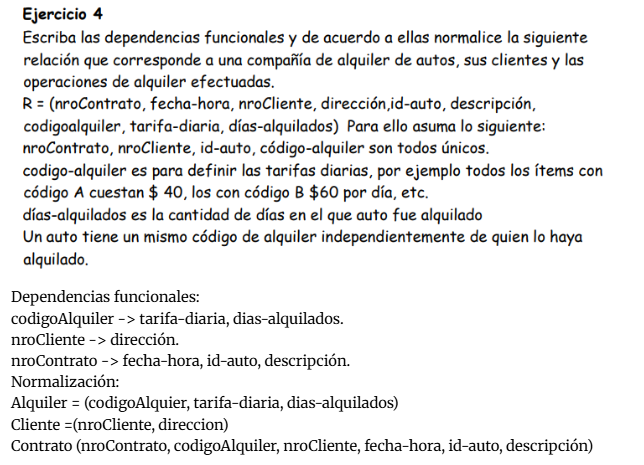 Ejercicio 4
Escriba las dependencias funcionales y de acuerdo a ellas normalice la siguiente
relación que corresponde a una compañía de alquiler de autos, sus clientes y las
operaciones de alquiler efectuadas.
R = (nroContrato, fecha-hora, nroCliente, dirección,id-auto, descripción,
codigoalquiler, tarifa-diaria, días-alquilados) Para ello asuma lo siguiente:
nroContrato, nroCliente, id-auto, código-alquiler son todos únicos.
codigo-alquiler es para definir las tarifas diarias, por ejemplo todos los ítems con
código A cuestan $ 40, los con código B $60 por día, etc.
días-alquilados es la cantidad de días en el que auto fue alquilado
Un auto tiene un mismo código de alquiler independientemente de quien lo haya
alquilado.
Dependencias funcionales:
codigoAlquiler -> tarifa-diaria, dias-alquilados.
nroCliente -> dirección.
nroContrato -> fecha-hora, id-auto, descripción.
Normalización:
Alquiler = (codigoAlquier, tarifa-diaria, dias-alquilados)
Cliente =(nroCliente, direccion)
Contrato (nroContrato, codigoAlquiler, nroCliente, fecha-hora, id-auto, descripción)